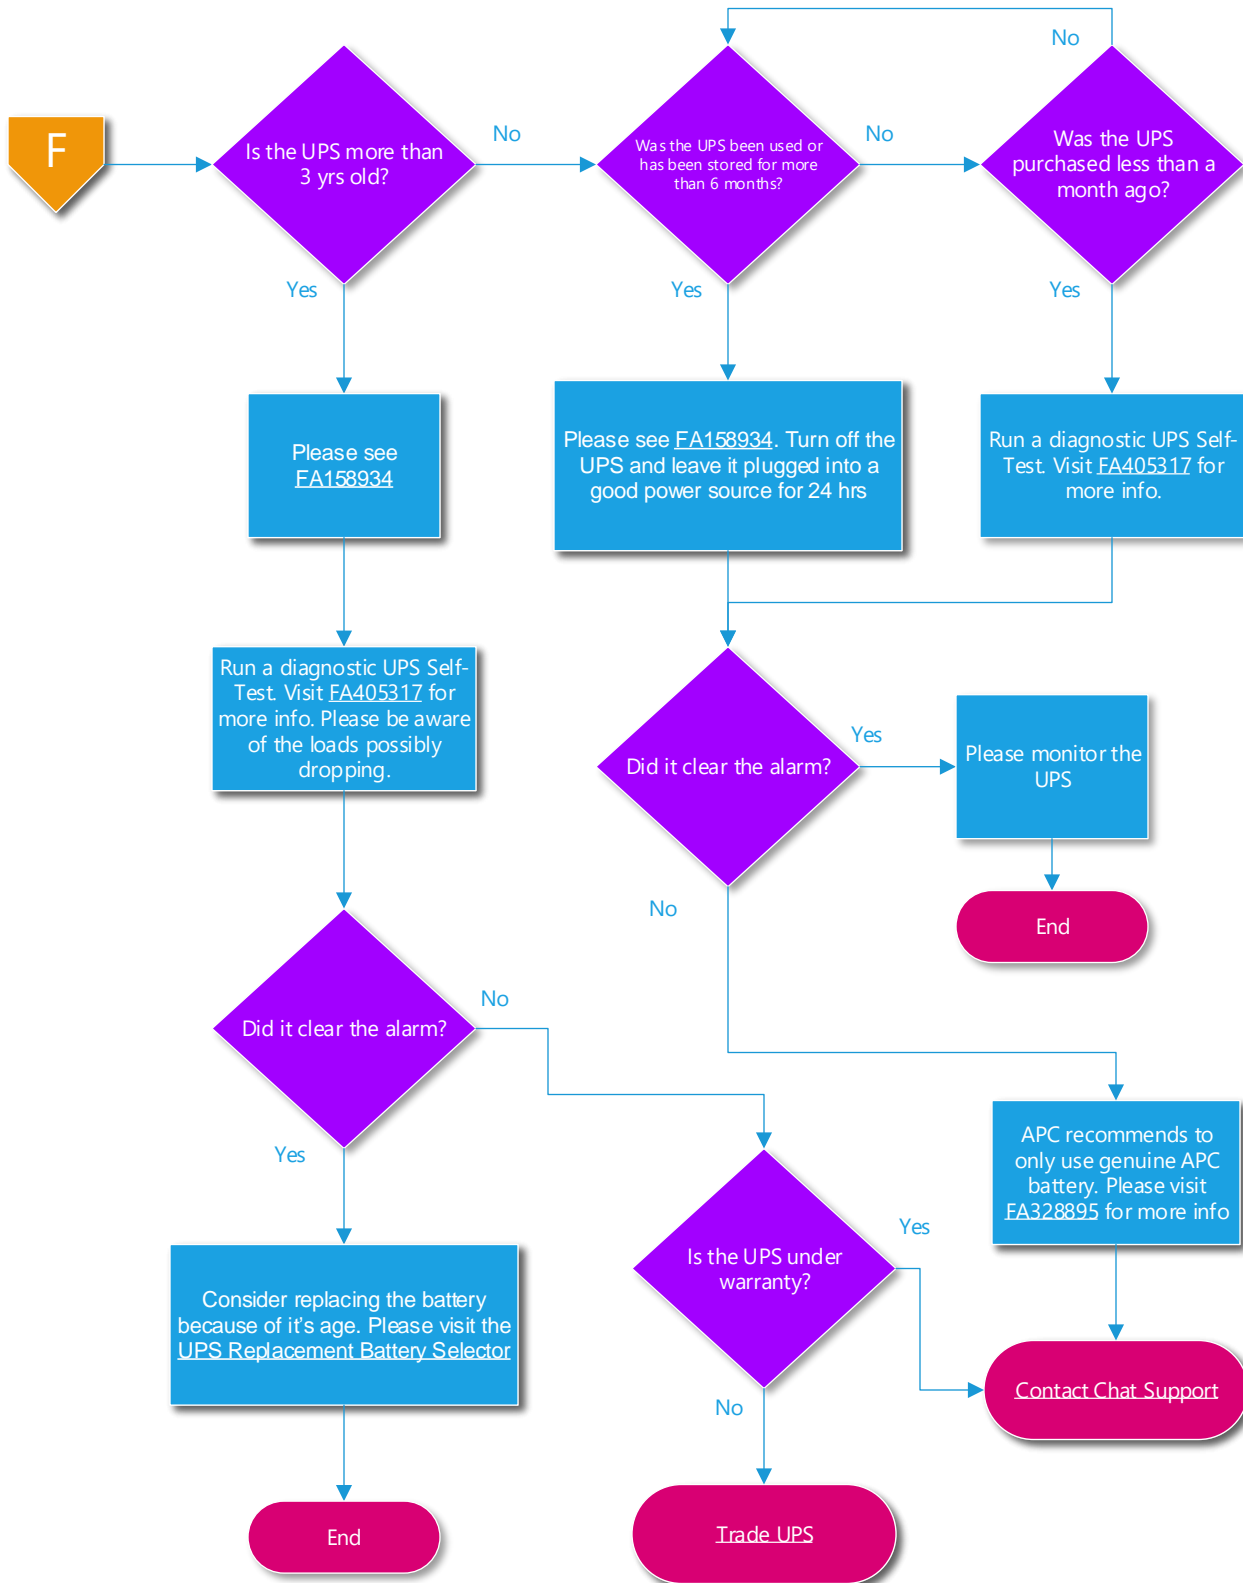 F
Is the UPS more than
3 yrs old?
No
Was the UPS been used or
has been stored for more
than 6 months?
No
Was the UPS
purchased less than a
month ago?
No
Yes
Yes
Yes
Please see
FA158934
Please see FA158934. Turn off the
UPS and leave it plugged into a
good power source for 24 hrs
Run a diagnostic UPS Self-
Test. Visit FA405317 for
more info.
Run a diagnostic UPS Self-
Test. Visit FA405317 for
more info. Please be aware
of the loads possibly
dropping.
Did it clear the alarm?
Yes
Please monitor the
UPS
No
End
Did it clear the alarm?
No
Yes
APC recommends to
only use genuine APC
battery. Please visit
FA328895 for more info
Is the UPS under
warranty?
Yes
Consider replacing the battery
because of it's age. Please visit the
UPS Replacement Battery Selector
No
Contact Chat Support
End
Trade UPS